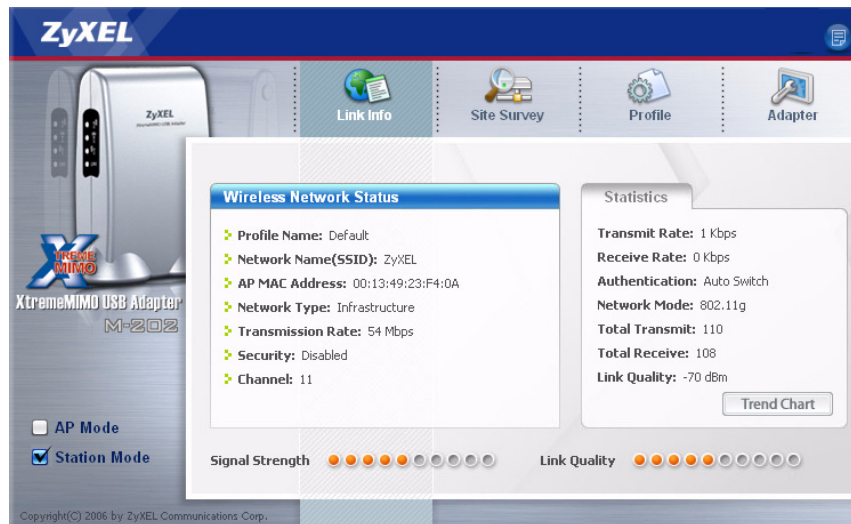 ZyXEL
Link Info
Site Survey
Profile
Adapter
ZyXEL
XTREME
MIMO
XtremeMIMO USB Adapter
M-202
Wireless Network Status
Profile Name: Default
Network Name(SSID): ZyXEL
AP MAC Address: 00:13:49:23:F4:0A
Network Type: Infrastructure
Transmission Rate: 54 Mbps
Security: Disabled
Channel: 11
Statistics
Transmit Rate: 1 Kbps
Receive Rate: 0 Kbps
Authentication: Auto Switch
Network Mode: 802.11g
Total Transmit: 110
Total Receive: 108
Link Quality: -70 dBm
Trend Chart
AP Mode
Station Mode
Signal Strength
Link Quality
Copyright(C) 2006 by ZyXEL Communications Corp.